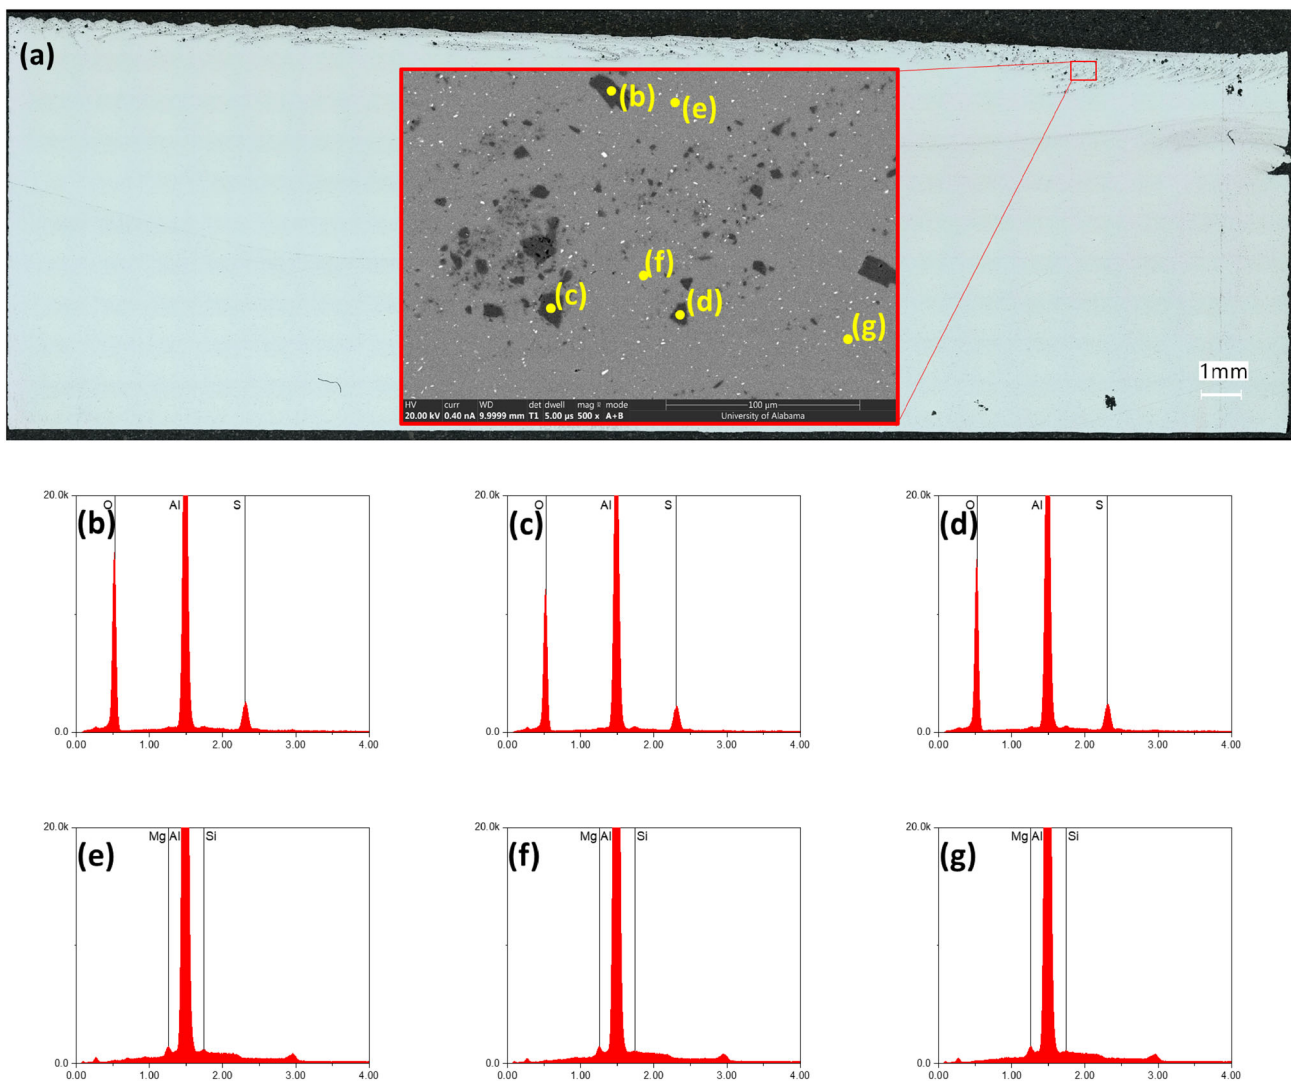 (a)
(b)
(e)
(f)
(c)
(d)
(g)
1mm
HV curr WD det dwell mag mode
20.00 kV 0.40 nA 9.9999 mm T1 5.00 µs 500 x A+B
100 µm
University of Alabama
20.0k O Al S
(b)
0.0
0.00 1.00 2.00 3.00 4.00
20.0k O Al S
(c)
0.0
0.00 1.00 2.00 3.00 4.00
20.0k O Al S
(d)
0.0
0.00 1.00 2.00 3.00 4.00
20.0k Mg Al Si
(e)
0.0
0.00 1.00 2.00 3.00 4.00
20.0k Mg Al Si
(f)
0.0
0.00 1.00 2.00 3.00 4.00
20.0k Mg Al Si
(g)
0.0
0.00 1.00 2.00 3.00 4.00